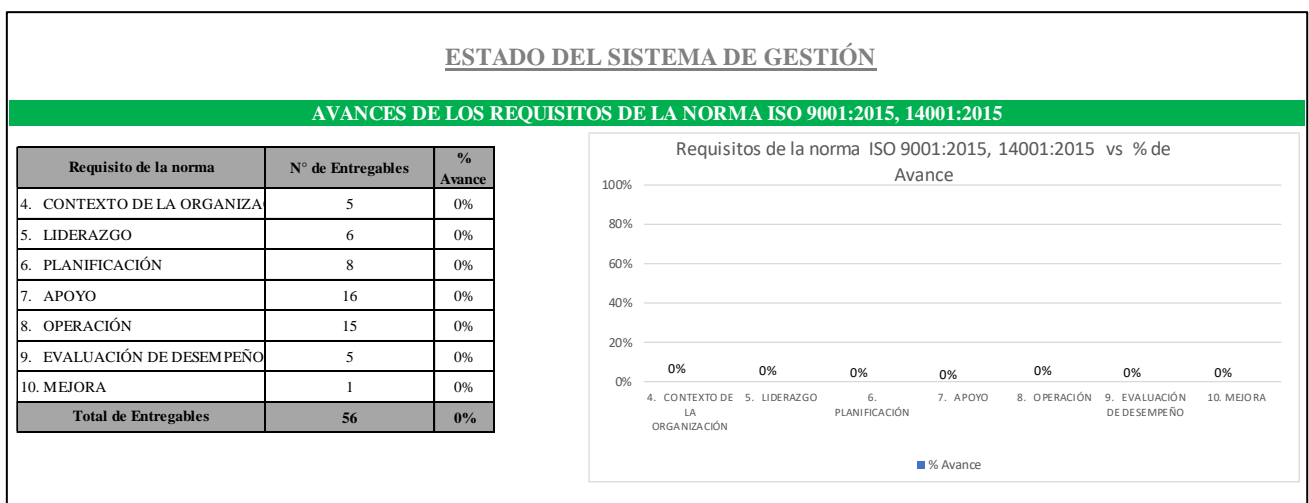 ESTADO DEL SISTEMA DE GESTIÓN
AVANCES DE LOS REQUISITOS DE LA NORMA ISO 9001:2015, 14001:2015
Requisito de la norma N° de Entregables % Avance
4. CONTEXTO DE LA ORGANIZA 5 0%
5. LIDERAZGO 6 0%
6. PLANIFICACIÓN 8 0%
7. APOYO 16 0%
8. OPERACIÓN 15 0%
9. EVALUACIÓN DE DESEMPEÑO 5 0%
10. MEJORA 1 0%
Total de Entregables 56 0%
Requisitos de la norma ISO 9001:2015, 14001:2015 vs % de
Avance
100%
80%
60%
40%
20%
0%
0% 0% 0% 0% 0% 0% 0%
4. CONTEXTO DE LA ORGANIZACIÓN
5. LIDERAZGO
6. PLANIFICACIÓN
7. APOYO
8. OPERACIÓN
9. EVALUACIÓN DE DESEMPEÑO
10. MEJORA
% Avance